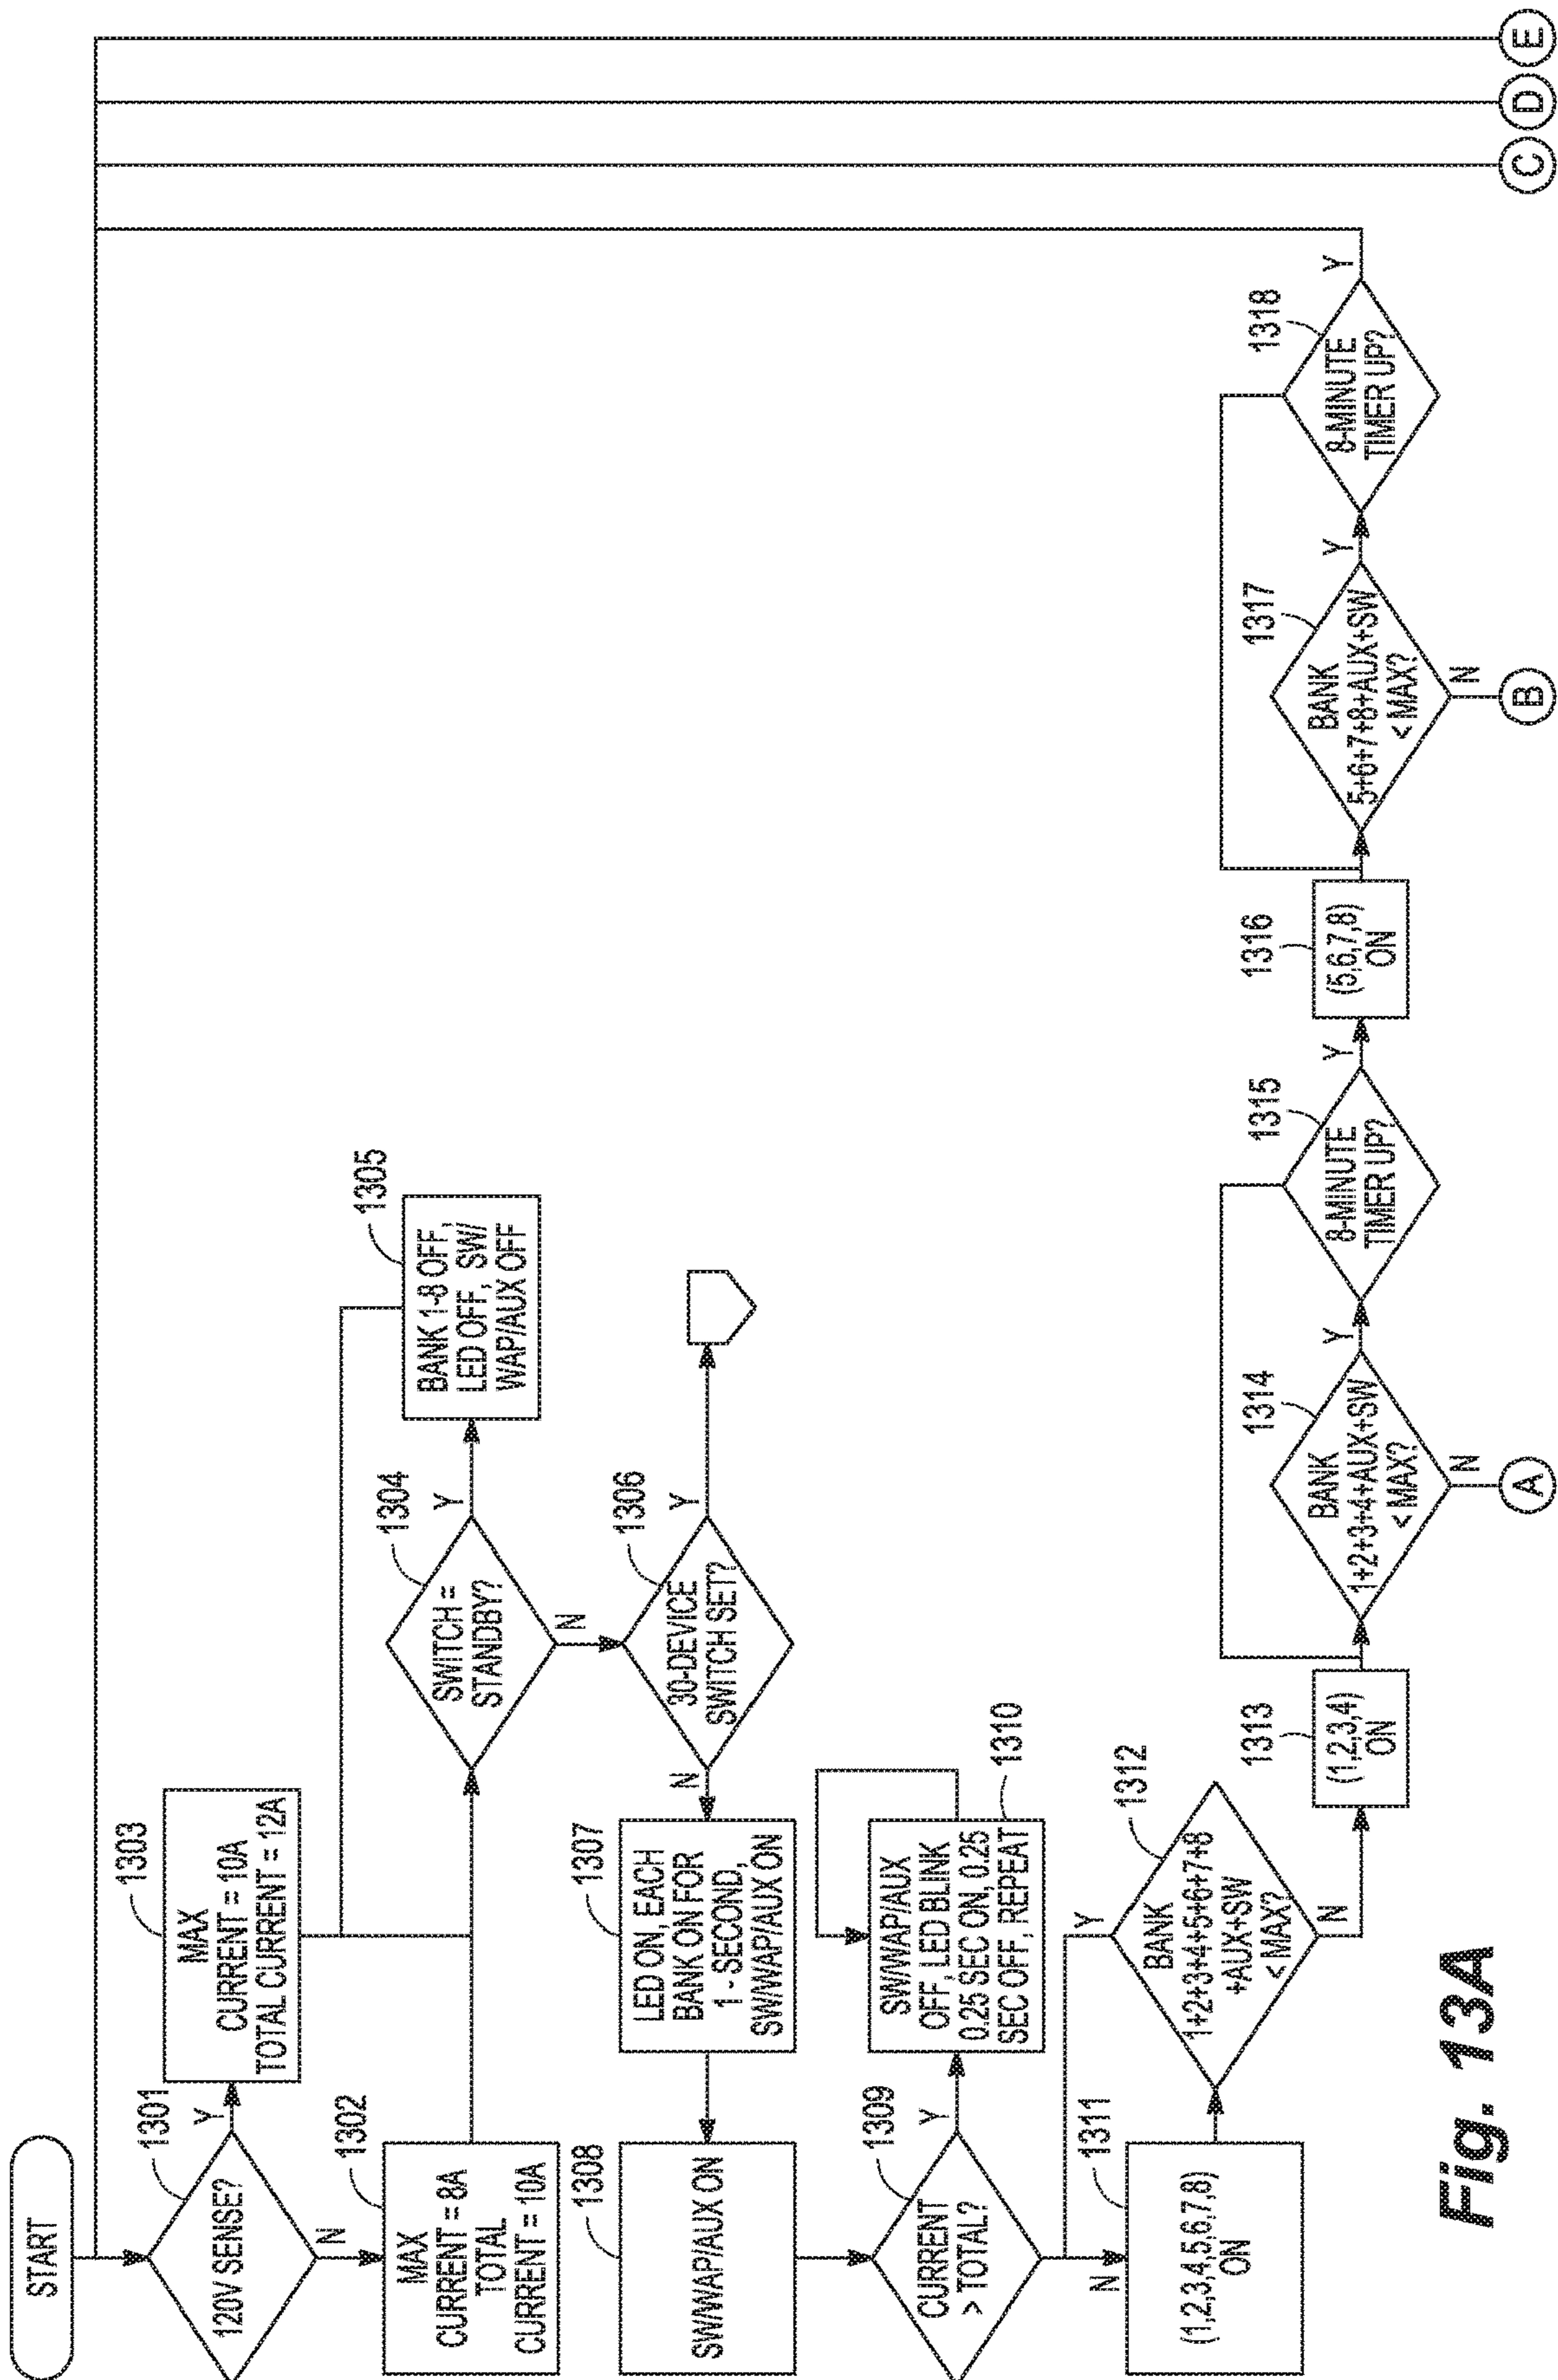 START
1301
120V SENSE?
Y
N
1303
MAX
CURRENT = 10A
TOTAL CURRENT = 12A
1302
MAX
CURRENT = 8A
TOTAL
CURRENT = 10A
1304
SWITCH =
STANDBY?
Y
N
1305
BANK 1-8 OFF,
LED OFF, SW/
WAP/AUX OFF
1306
30-DEVICE
SWITCH SET?
Y
N
1307
LED ON, EACH
BANK ON FOR
1 - SECOND,
SW/WAP/AUX ON
1308
SW/WAP/AUX ON
1309
CURRENT
> TOTAL?
Y
N
1310
SW/WAP/AUX
OFF, LED BLINK
0.25 SEC ON, 0.25
SEC OFF, REPEAT
1311
(1,2,3,4,5,6,7,8)
ON
1312
BANK
1+2+3+4+5+6+7+8
+AUX+SW
< MAX?
Y
N
1313
(1,2,3,4)
ON
1314
BANK
1+2+3+4+AUX+SW
< MAX?
Y
N
A
1315
8-MINUTE
TIMER UP?
Y
1316
(5,6,7,8)
ON
1317
BANK
5+6+7+8+AUX+SW
< MAX?
Y
N
B
1318
8-MINUTE
TIMER UP?
Y
C
D
E
Fig. 13A